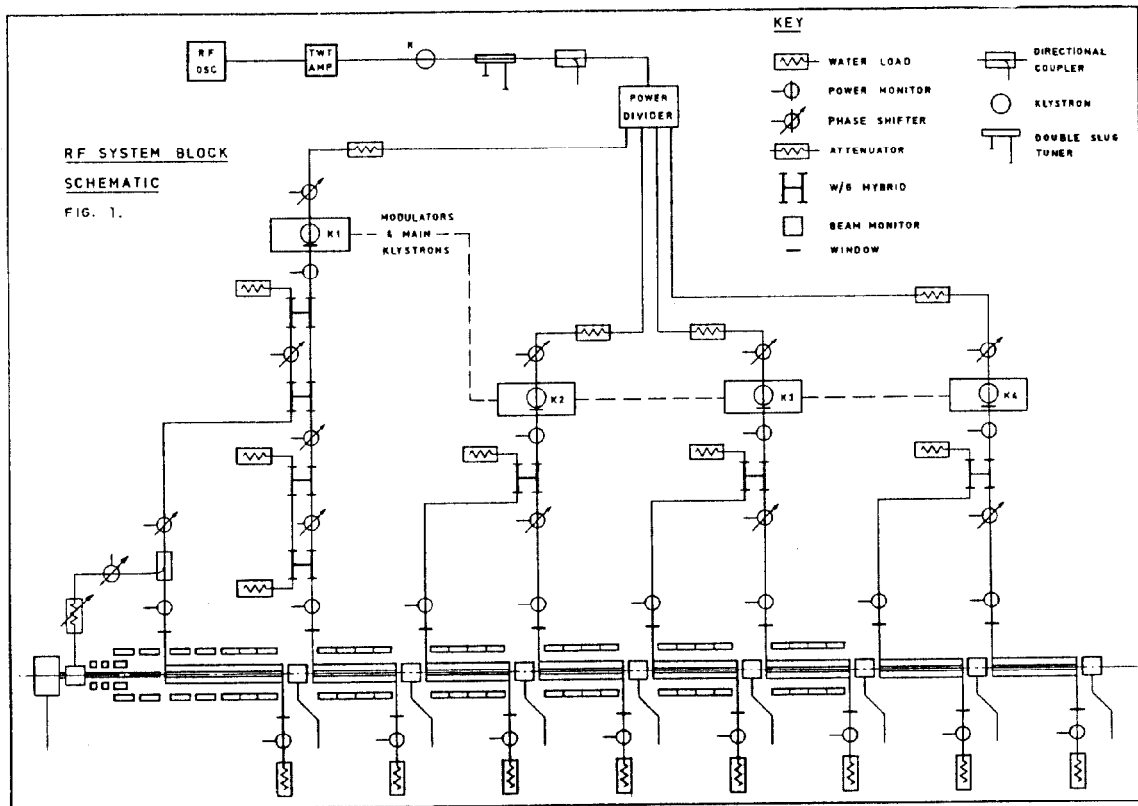 KEY
RF
OSC
TWT
AMP
K
POWER
DIVIDER
WATER LOAD
POWER MONITOR
PHASE SHIFTER
ATTENUATOR
W/G HYBRID
BEAM MONITOR
WINDOW
DIRECTIONAL
COUPLER
KLYSTRON
DOUBLE SLUG
TUNER
RF SYSTEM BLOCK
SCHEMATIC
FIG. 1.
K1
MODULATORS
& MAIN
KLYSTRONS
K2
K3
K4